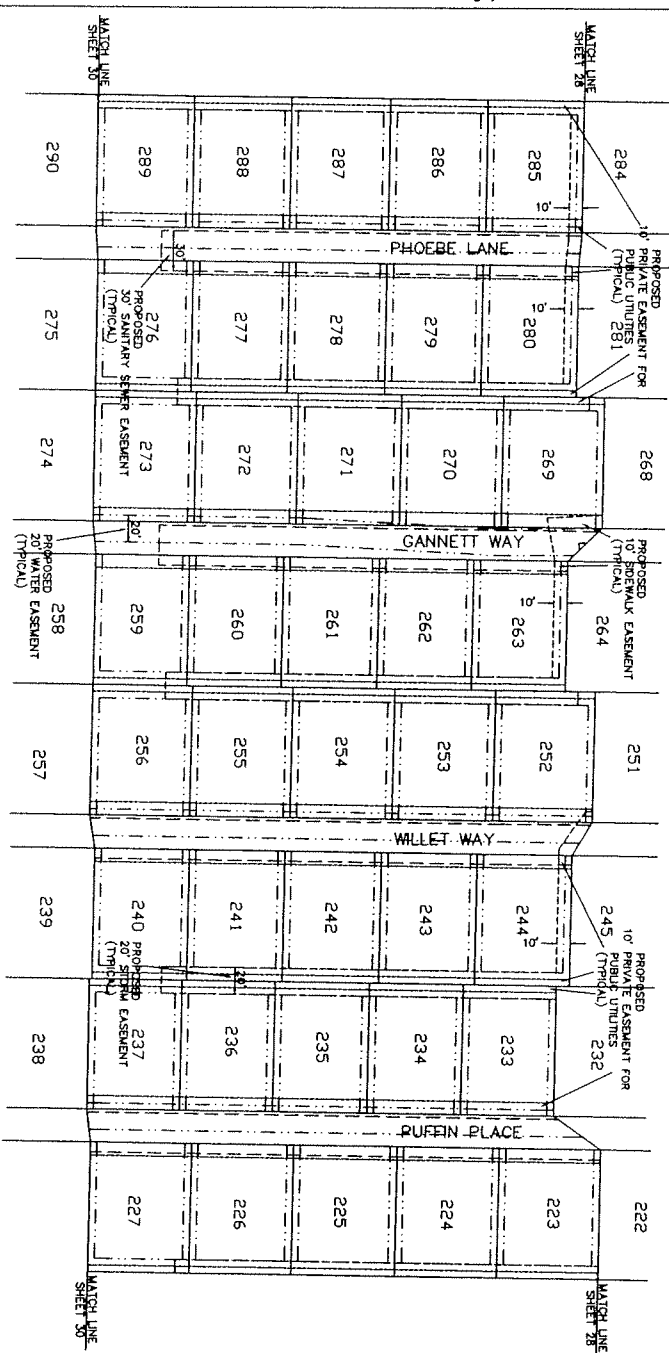 MATCH LINE
SHEET 30
MATCH LINE
SHEET 28
290
289
288
287
286
285
284
10'
10' PROPOSED
PRIVATE EASEMENT FOR
PUBLIC UTILITIES
(TYPICAL)
PHOEBE LANE
30'
PROPOSED
30' SANITARY SEWER EASEMENT
(TYPICAL)
275
276
277
278
279
280
281
10'
274
273
272
271
270
269
268
20'
PROPOSED
20' WATER EASEMENT
(TYPICAL)
GANNETT WAY
PROPOSED
10' SIDEWALK EASEMENT
(TYPICAL)
258
259
260
261
262
263
264
10'
257
256
255
254
253
252
251
WILLET WAY
239
240
241
242
243
244
245
10'
10' PROPOSED
PRIVATE EASEMENT FOR
PUBLIC UTILITIES
(TYPICAL)
PROPOSED
20' STORM EASEMENT
(TYPICAL)
20'
238
237
236
235
234
233
232
PUFFIN PLACE
227
226
225
224
223
222
MATCH LINE
SHEET 30
MATCH LINE
SHEET 28